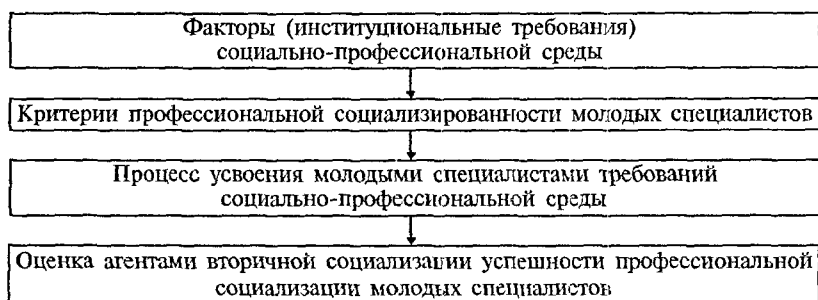 Факторы (институциональные требования)
социально-профессиональной среды
Критерии профессиональной социализированности молодых специалистов
Процесс усвоения молодыми специалистами требований
социально-профессиональной среды
Оценка агентами вторичной социализации успешности профессиональной
социализации молодых специалистов